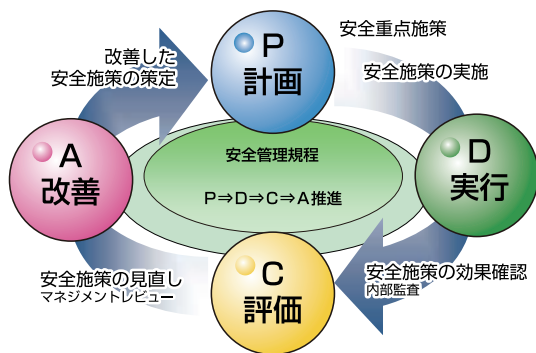 P
計画
安全重点施策
安全施策の実施
D
実行
安全施策の効果確認
内部監査
C
評価
安全施策の見直し
マネジメントレビュー
A
改善
改善した
安全施策の策定
安全管理規程
P⇒D⇒C⇒A推進